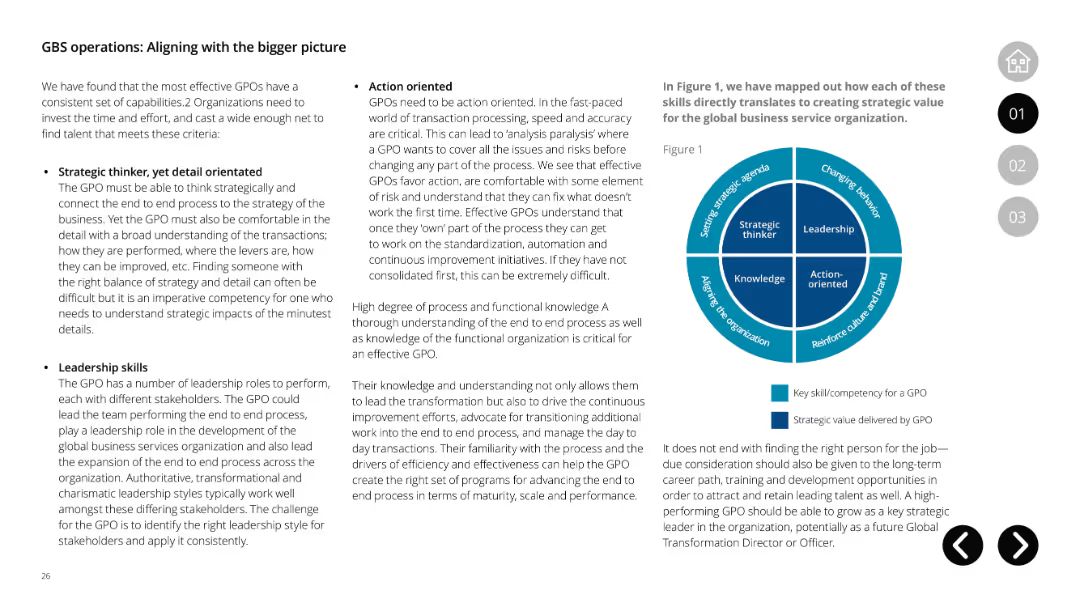 GBS operations: Aligning with the bigger picture
We have found that the most effective GPOs have a
consistent set of capabilities.2 Organizations need to
invest the time and effort, and cast a wide enough net to
find talent that meets these criteria:
• Strategic thinker, yet detail orientated
The GPO must be able to think strategically and
connect the end to end process to the strategy of the
business. Yet the GPO must also be comfortable in the
detail with a broad understanding of the transactions;
how they are performed, where the levers are, how
they can be improved, etc. Finding someone with
the right balance of strategy and detail can often be
difficult but it is an imperative competency for one who
needs to understand strategic impacts of the minutest
details.
• Leadership skills
The GPO has a number of leadership roles to perform,
each with different stakeholders. The GPO could
lead the team performing the end to end process,
play a leadership role in the development of the
global business services organization and also lead
the expansion of the end to end process across the
organization. Authoritative, transformational and
charismatic leadership styles typically work well
amongst these differing stakeholders. The challenge
for the GPO is to identify the right leadership style for
stakeholders and apply it consistently.
• Action oriented
GPOs need to be action oriented. In the fast-paced
world of transaction processing, speed and accuracy
are critical. This can lead to ‘analysis paralysis’ where
a GPO wants to cover all the issues and risks before
changing any part of the process. We see that effective
GPOs favor action, are comfortable with some element
of risk and understand that they can fix what doesn’t
work the first time. Effective GPOs understand that
once they ‘own’ part of the process they can get
to work on the standardization, automation and
continuous improvement initiatives. If they have not
consolidated first, this can be extremely difficult.
High degree of process and functional knowledge A
thorough understanding of the end to end process as well
as knowledge of the functional organization is critical for
an effective GPO.
Their knowledge and understanding not only allows them
to lead the transformation but also to drive the continuous
improvement efforts, advocate for transitioning additional
work into the end to end process, and manage the day to
day transactions. Their familiarity with the process and the
drivers of efficiency and effectiveness can help the GPO
create the right set of programs for advancing the end to
end process in terms of maturity, scale and performance.
In Figure 1, we have mapped out how each of these
skills directly translates to creating strategic value
for the global business service organization.
Figure 1
Setting strategic agenda
Changing behavior
Strategic
thinker
Leadership
Knowledge
Action-
oriented
Aligning the organization
Reinforce culture and brand
Key skill/competency for a GPO
Strategic value delivered by GPO
It does not end with finding the right person for the job—
due consideration should also be given to the long-term
career path, training and development opportunities in
order to attract and retain leading talent as well. A high-
performing GPO should be able to grow as a key strategic
leader in the organization, potentially as a future Global
Transformation Director or Officer.
01
02
03
26